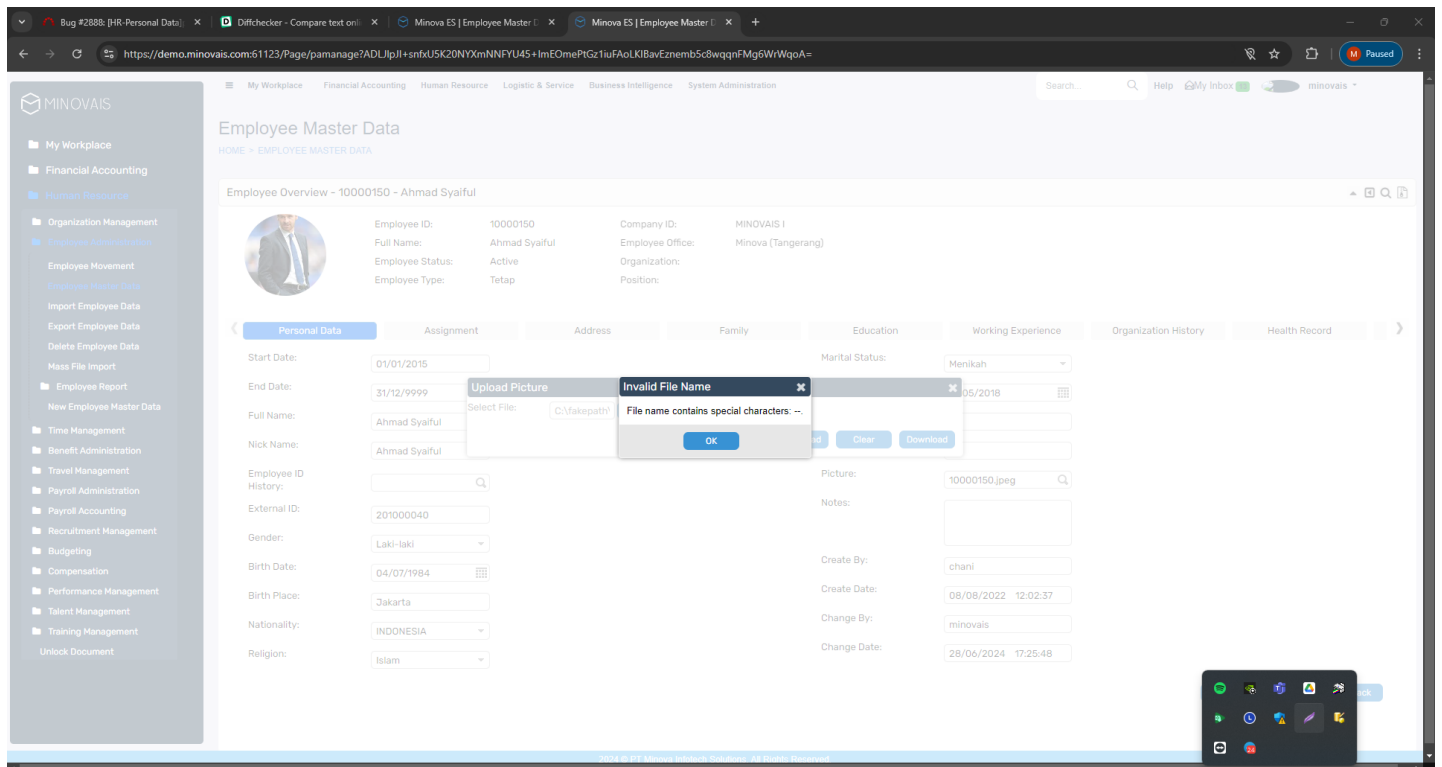 Bug #2888: [HR-Personal Data];
Diffchecker - Compare text onli
Minova ES | Employee Master D
Minova ES | Employee Master D
https://demo.minovais.com:61123/Page/pamanage?ADLJlpJI+snfxU5K20NYXmNNFYU45+ImEOmePtGz1iuFAoLKIBavEznemb5c8wqqnFMg6WrWqoA=
M Paused
MINOVAIS
My Workplace
Financial Accounting
Human Resource
Organization Management
Employee Movement
Employee Master Data
Import Employee Data
Export Employee Data
Delete Employee Data
Mass File Import
Employee Report
New Employee Master Data
Time Management
Benefit Administration
Travel Management
Payroll Administration
Payroll Accounting
Recruitment Management
Budgeting
Compensation
Performance Management
Talent Management
Training Management
Unlock Document
My Workplace Financial Accounting Human Resource Logistic & Service Business Intelligence System Administration
Search... Help My Inbox minovais
Employee Master Data
HOME > EMPLOYEE MASTER DATA
Employee Overview - 10000150 - Ahmad Syaiful
Employee ID: 10000150 Company ID: MINOVAIS I
Full Name: Ahmad Syaiful Employee Office: Minova (Tangerang)
Employee Status: Active Organization:
Employee Type: Tetap Position:
Personal Data Assignment Address Family Education Working Experience Organization History Health Record
Start Date: 01/01/2015
End Date: 31/12/9999
Full Name: Ahmad Syaiful
Nick Name: Ahmad Syaiful
Employee ID
History:
External ID: 201000040
Gender: Laki-laki
Birth Date: 04/07/1984
Birth Place: Jakarta
Nationality: INDONESIA
Religion: Islam
Marital Status: Menikah
05/2018
Picture: 10000150.jpeg
Notes:
Create By: chani
Create Date: 08/08/2022 12:02:37
Change By: minovais
Change Date: 28/06/2024 17:25:48
Upload Picture
Select File: C:\fakepath\
Clear Download
Invalid File Name
File name contains special characters: --.
OK
24
2024 © PT Minova Infotech Solutions. All Rights Reserved